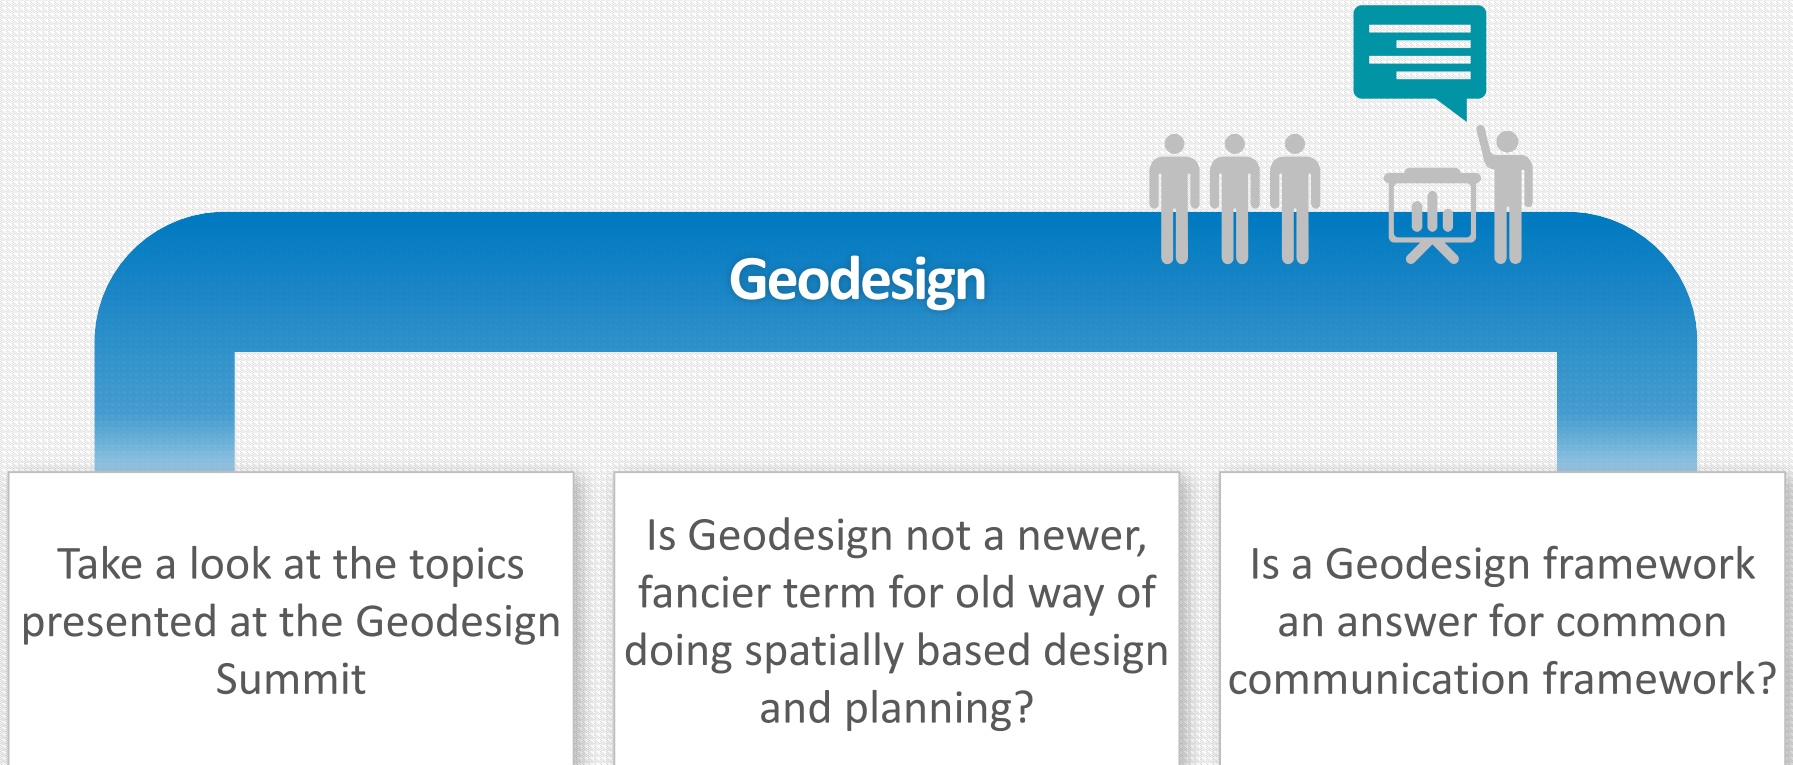 Geodesign
Take a look at the topics
presented at the Geodesign
Summit
Is Geodesign not a newer,
fancier term for old way of
doing spatially based design
and planning?
Is a Geodesign framework
an answer for common
communication framework?